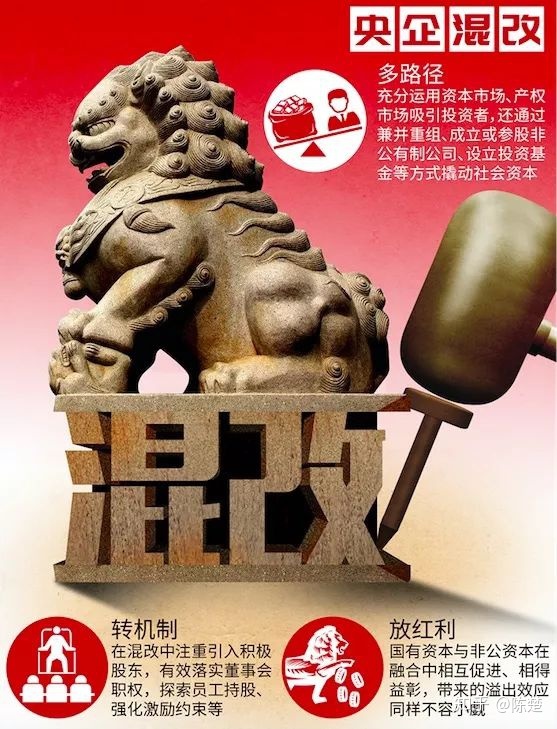 央企混改
多路径
充分运用资本市场、产权
市场吸引投资者,还通过
兼并重组、成立或参股非
公有制公司、设立投资基
金等方式撬动社会资本
混改
转机制
在混改中注重引入积极
股东，有效落实董事会
职权，探索员工持股、
强化激励约束等
放红利
国有资本与非公资本在
融合中相互促进、相得
益彰，带来的溢出效应
同样不容小觑
知乎 @陈楚